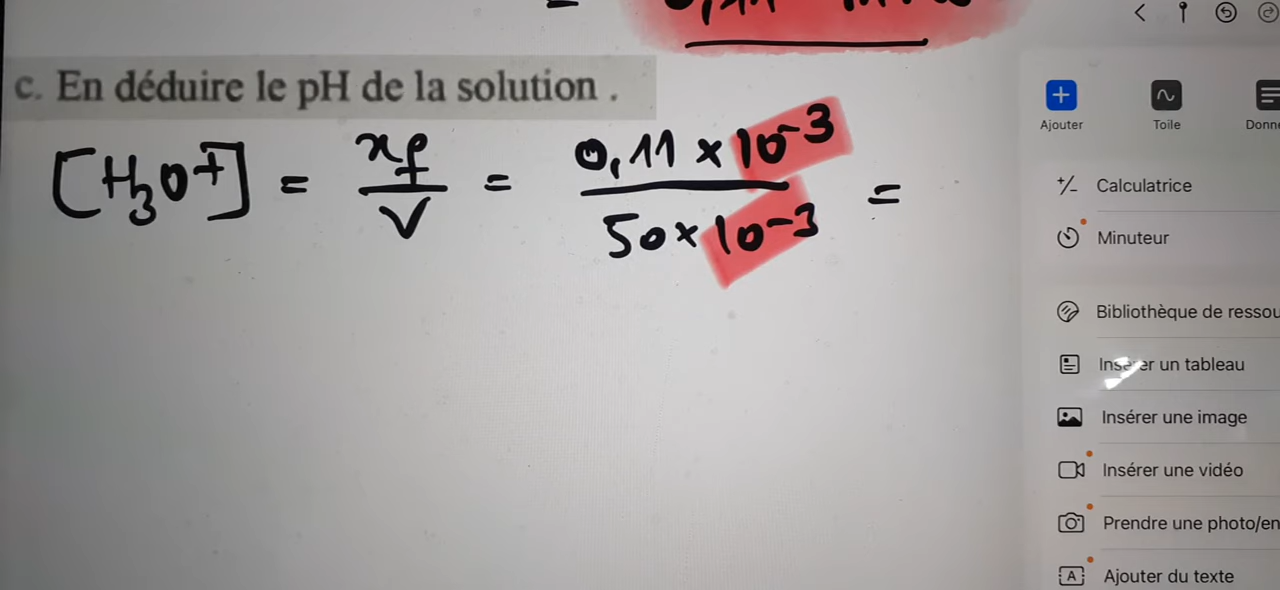 c. En déduire le pH de la solution .
[H₃O⁺] = xf/V = 0,11 × 10⁻³ / 50 × 10⁻³ =
Ajouter
Toile
Calculatrice
Minuteur
Bibliothèque de ressou
Insérer un tableau
Insérer une image
Insérer une vidéo
Prendre une photo/en
Ajouter du texte